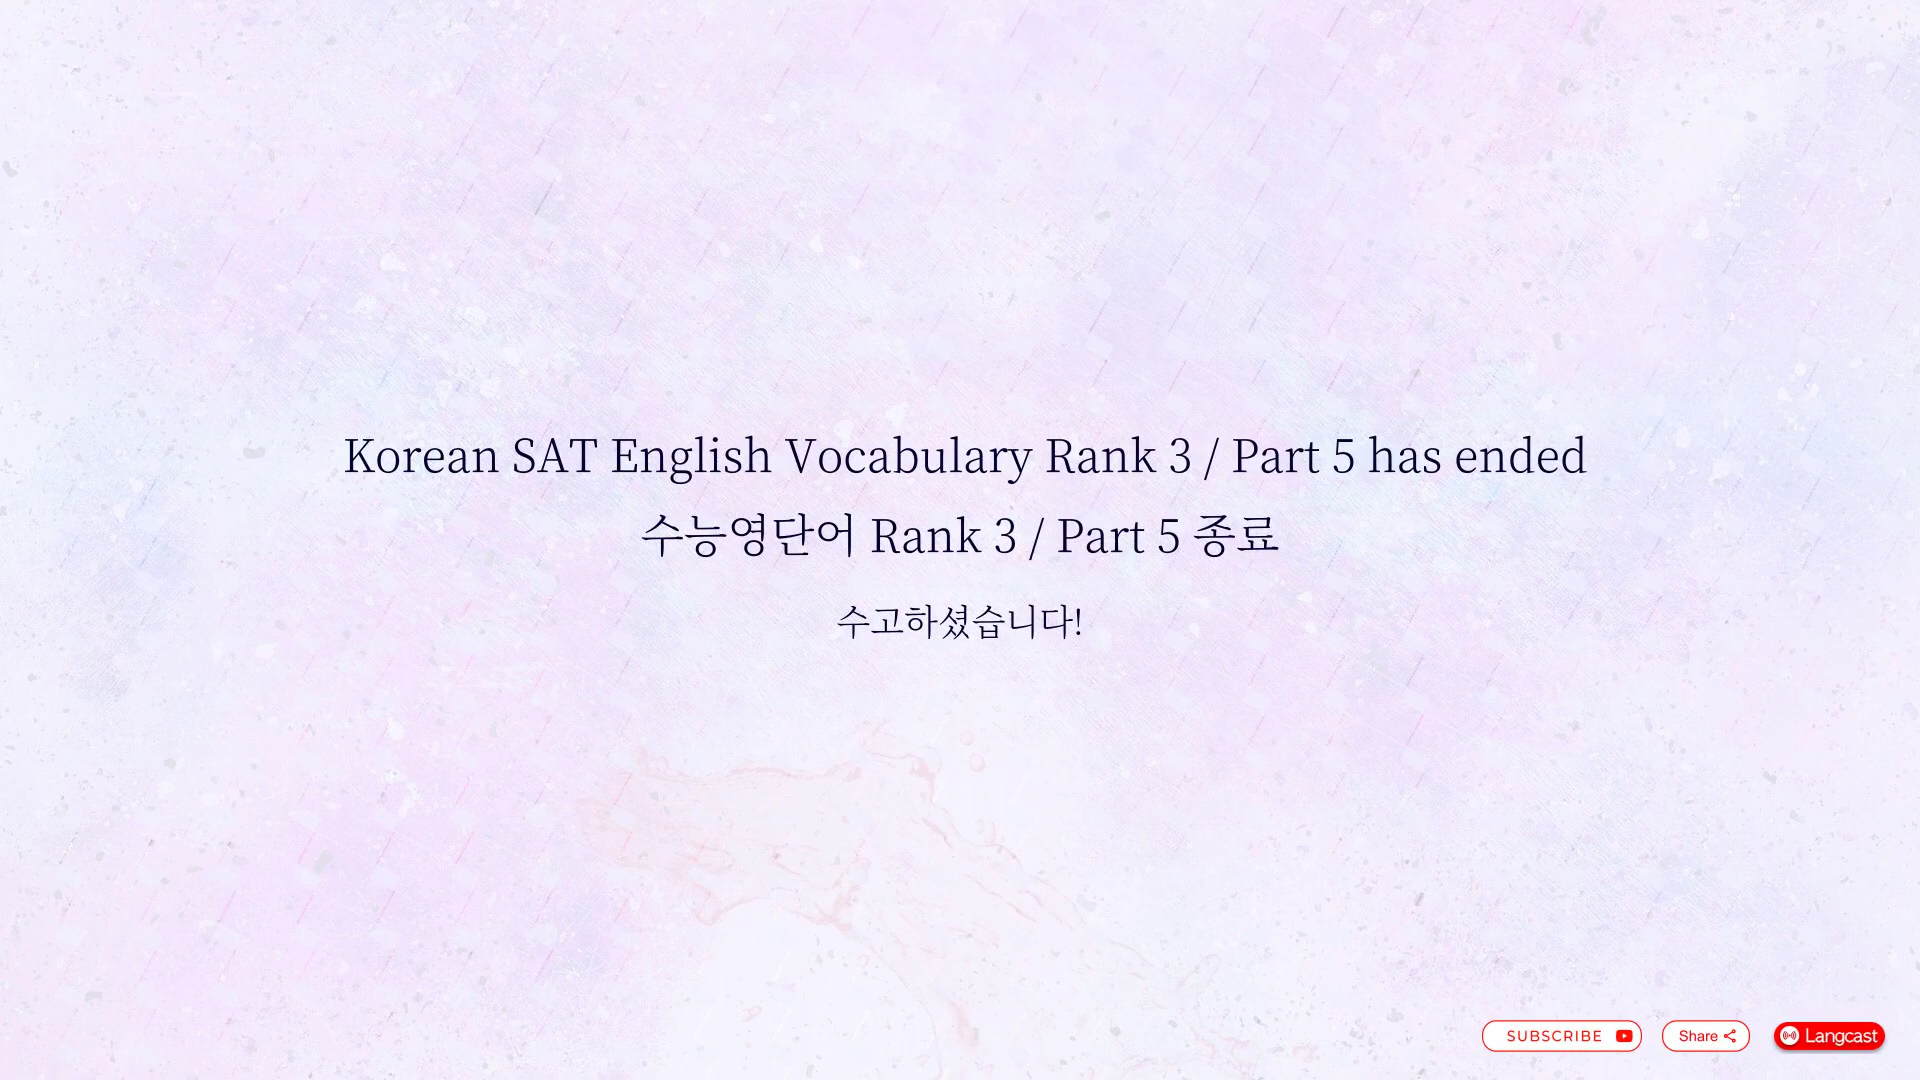 Korean SAT English Vocabulary Rank 3 / Part 5 has ended
수능영단어 Rank 3 / Part 5 종료
수고하셨습니다!
SUBSCRIBE
Share
Langcast